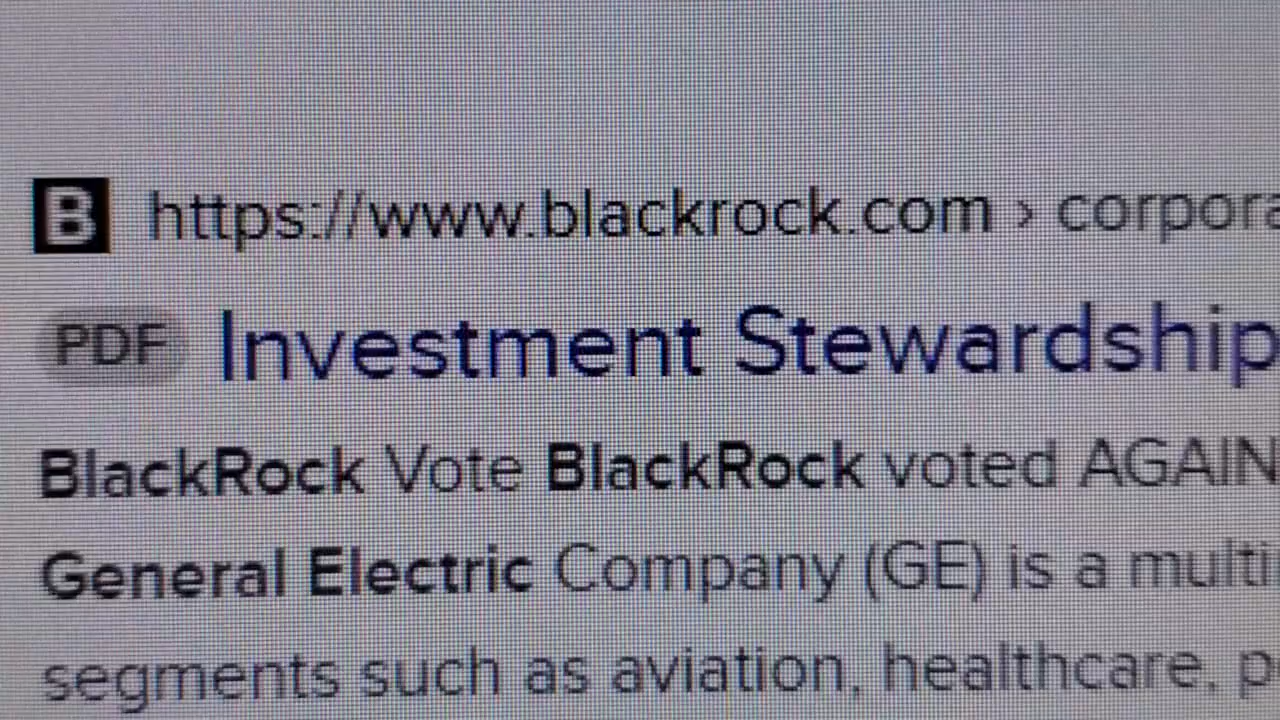 B https://www.blackrock.com › corpora
PDF Investment Stewardship
BlackRock Vote BlackRock voted AGAIN
General Electric Company (GE) is a multi
segments such as aviation, healthcare, p